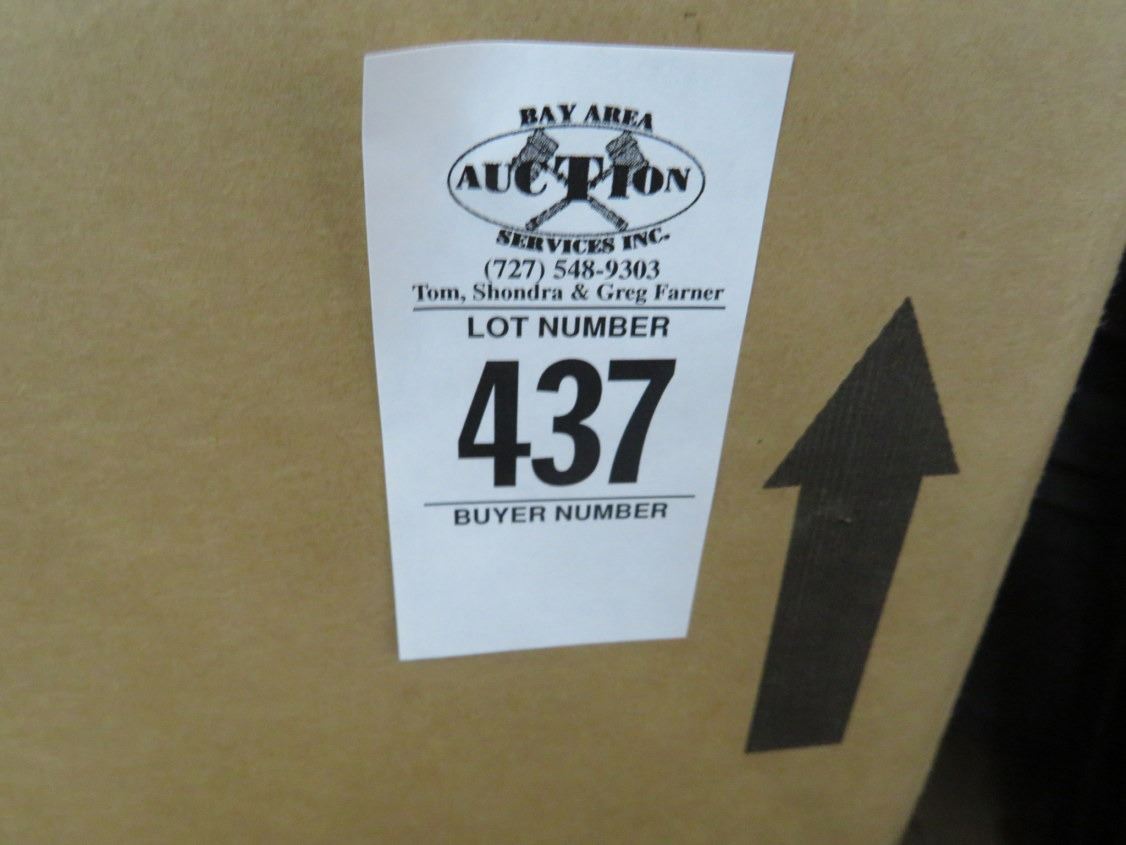 BAY AREA
AUCTION
SERVICES INC.
(727) 548-9303
Tom, Shondra & Greg Farner
LOT NUMBER
437
BUYER NUMBER